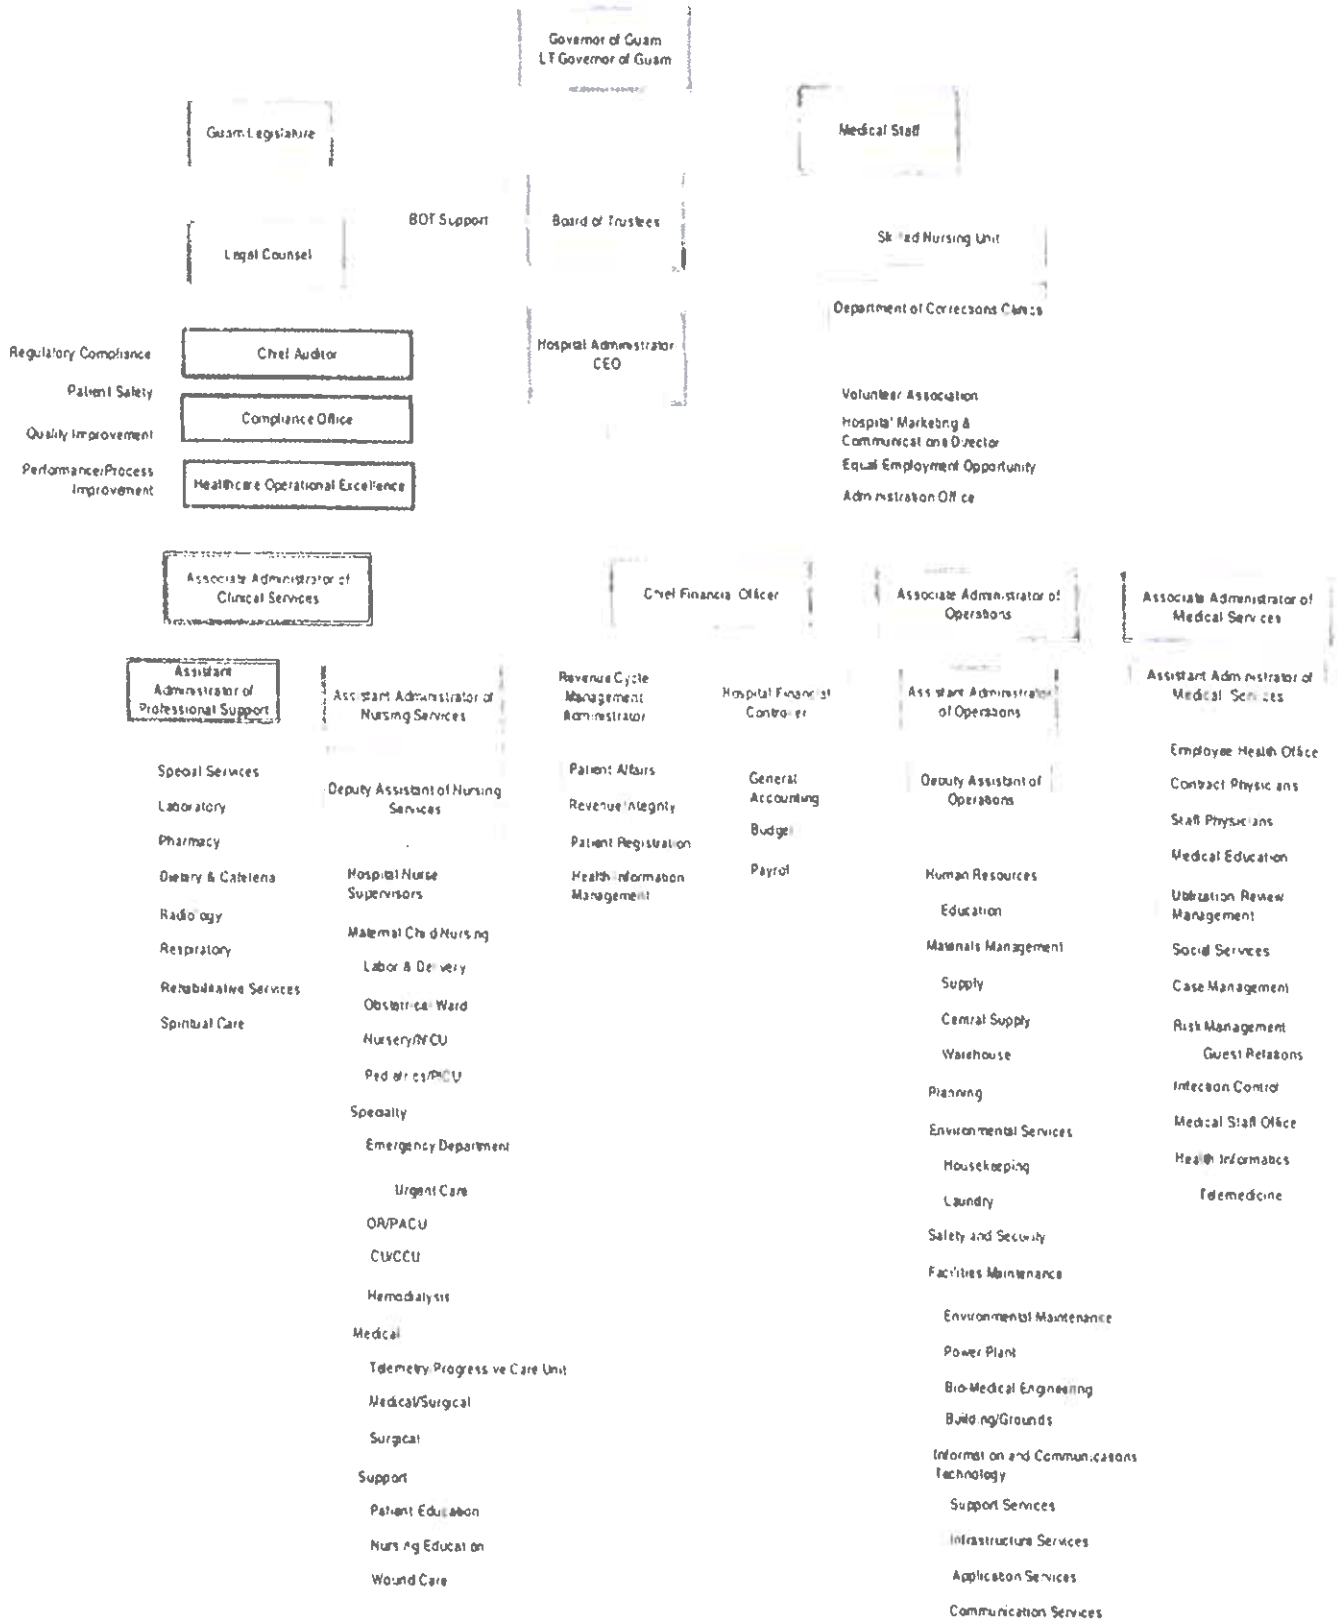 Governor of Guam
LT Governor of Guam
Guam Legislature
Medical Staff
BOT Support
Board of Trustees
Legal Counsel
Skilled Nursing Unit
Department of Corrections Clinics
Regulatory Compliance
Chief Auditor
Hospital Administrator
CEO
Patient Safety
Compliance Office
Quality Improvement
Performance/Process
Improvement
Healthcare Operational Excellence
Volunteer Association
Hospital Marketing &
Communications Director
Equal Employment Opportunity
Administration Office
Associate Administrator of
Clinical Services
Chief Financial Officer
Associate Administrator of
Operations
Associate Administrator of
Medical Services
Assistant
Administrator of
Professional Support
Assistant Administrator of
Nursing Services
Revenue Cycle
Management
Administrator
Hospital Financial
Controller
Assistant Administrator
of Operations
Assistant Administrator of
Medical Services
Special Services
Laboratory
Pharmacy
Dietary & Cafeteria
Radiology
Respiratory
Rehabilitative Services
Spiritual Care
Deputy Assistant of Nursing
Services
Hospital Nurse
Supervisors
Maternal Child Nursing
Labor & Delivery
Obstetrical Ward
Nursery/NICU
Pediatrics/PICU
Specialty
Emergency Department
Urgent Care
OR/PACU
ICU/CCU
Hemodialysis
Medical
Telemetry/Progressive Care Unit
Medical/Surgical
Surgical
Support
Patient Education
Nursing Education
Wound Care
Patient Affairs
Revenue Integrity
Patient Registration
Health Information
Management
General
Accounting
Budget
Payroll
Deputy Assistant of
Operations
Human Resources
Education
Materials Management
Supply
Central Supply
Warehouse
Planning
Environmental Services
Housekeeping
Laundry
Safety and Security
Facilities Maintenance
Environmental Maintenance
Power Plant
Bio-Medical Engineering
Building/Grounds
Information and Communications
Technology
Support Services
Infrastructure Services
Application Services
Communication Services
Employee Health Office
Contract Physicians
Staff Physicians
Medical Education
Utilization Review
Management
Social Services
Case Management
Risk Management
Guest Relations
Infection Control
Medical Staff Office
Health Informatics
Telemedicine